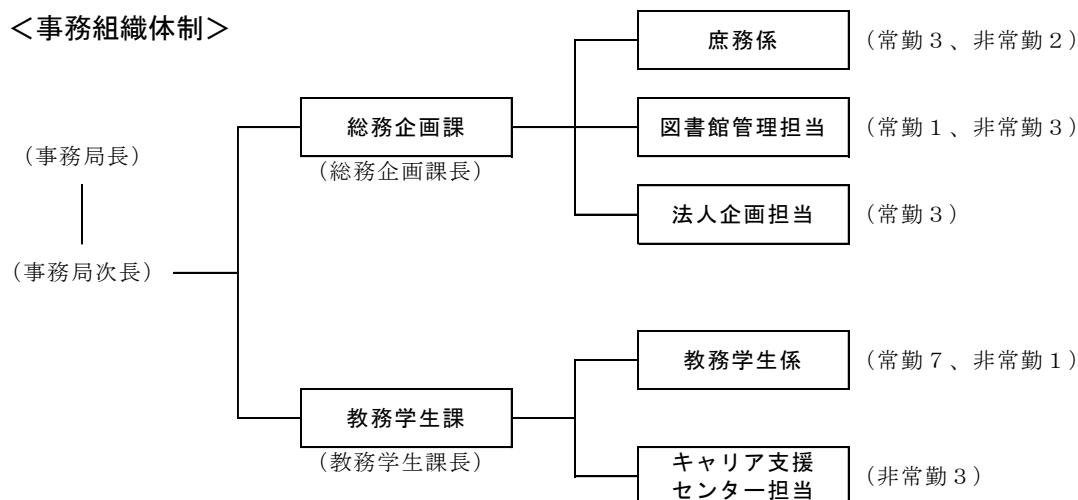 ＜事務組織体制＞
庶務係
（常勤３、非常勤２）
総務企画課
図書館管理担当
（常勤１、非常勤３）
（事務局長）
（総務企画課長）
法人企画担当
（常勤３）
（事務局次長）
教務学生係
（常勤７、非常勤１）
教務学生課
（教務学生課長）
キャリア支援
センター担当
（非常勤３）